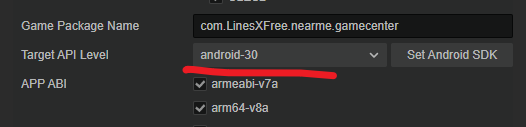 Game Package Name com.LinesXFree.nearme.gamecenter
Target API Level android-30 Set Android SDK
APP ABI armeabi-v7a
arm64-v8a